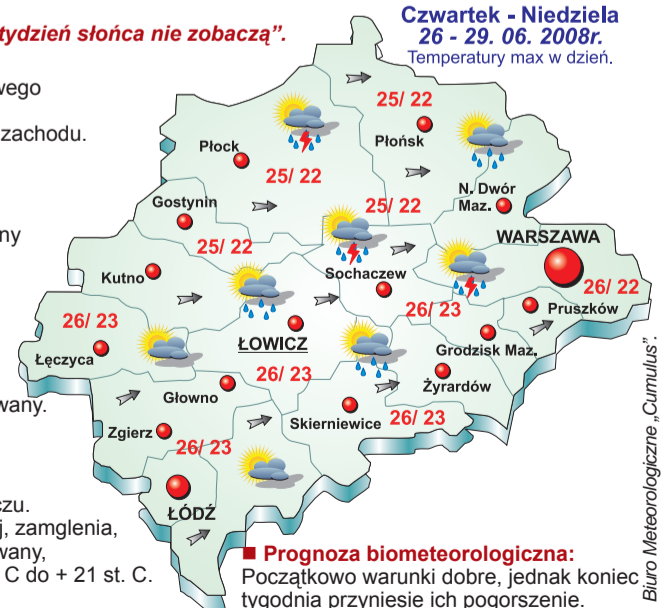 tydzień słońca nie zobaczą”.
wego
zachodu.
ny
wany.
czu.
j, zamglenia,
wany,
C do + 21 st. C.
Czwartek - Niedziela
26 - 29. 06. 2008r.
Temperatury max w dzień.
25/ 22
Płońsk
Płock
25/ 22
N. Dwór
Maz.
Gostynin
25/ 22
WARSZAWA
25/ 22
Kutno
Sochaczew
26/ 22
26/ 23
Pruszków
26/ 23
ŁOWICZ
Grodzisk Maz.
Łęczyca
26/ 23
Żyrardów
Głowno
Skierniewice
26/ 23
Zgierz
26/ 23
ŁÓDŹ
■ Prognoza biometeorologiczna:
Początkowo warunki dobre, jednak koniec
tygodnia przyniesie ich pogorszenie.
Biuro Meteorologiczne „Cumulus”.